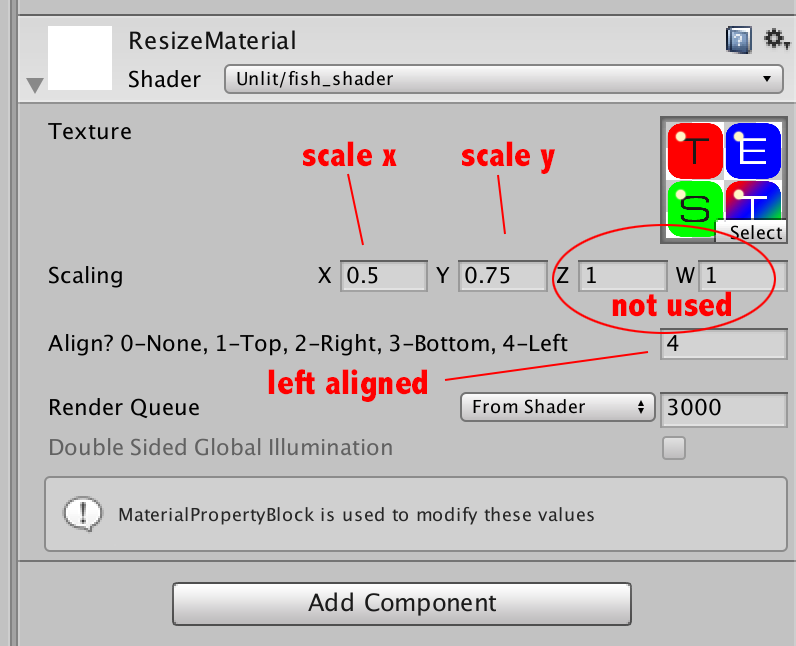 ResizeMaterial
Shader Unlit/fish_shader
Texture
T E
S T
Select
scale x scale y
Scaling X 0.5 Y 0.75 Z 1 W 1
not used
Align? 0-None, 1-Top, 2-Right, 3-Bottom, 4-Left 4
left aligned
Render Queue From Shader 3000
Double Sided Global Illumination
! MaterialPropertyBlock is used to modify these values
Add Component